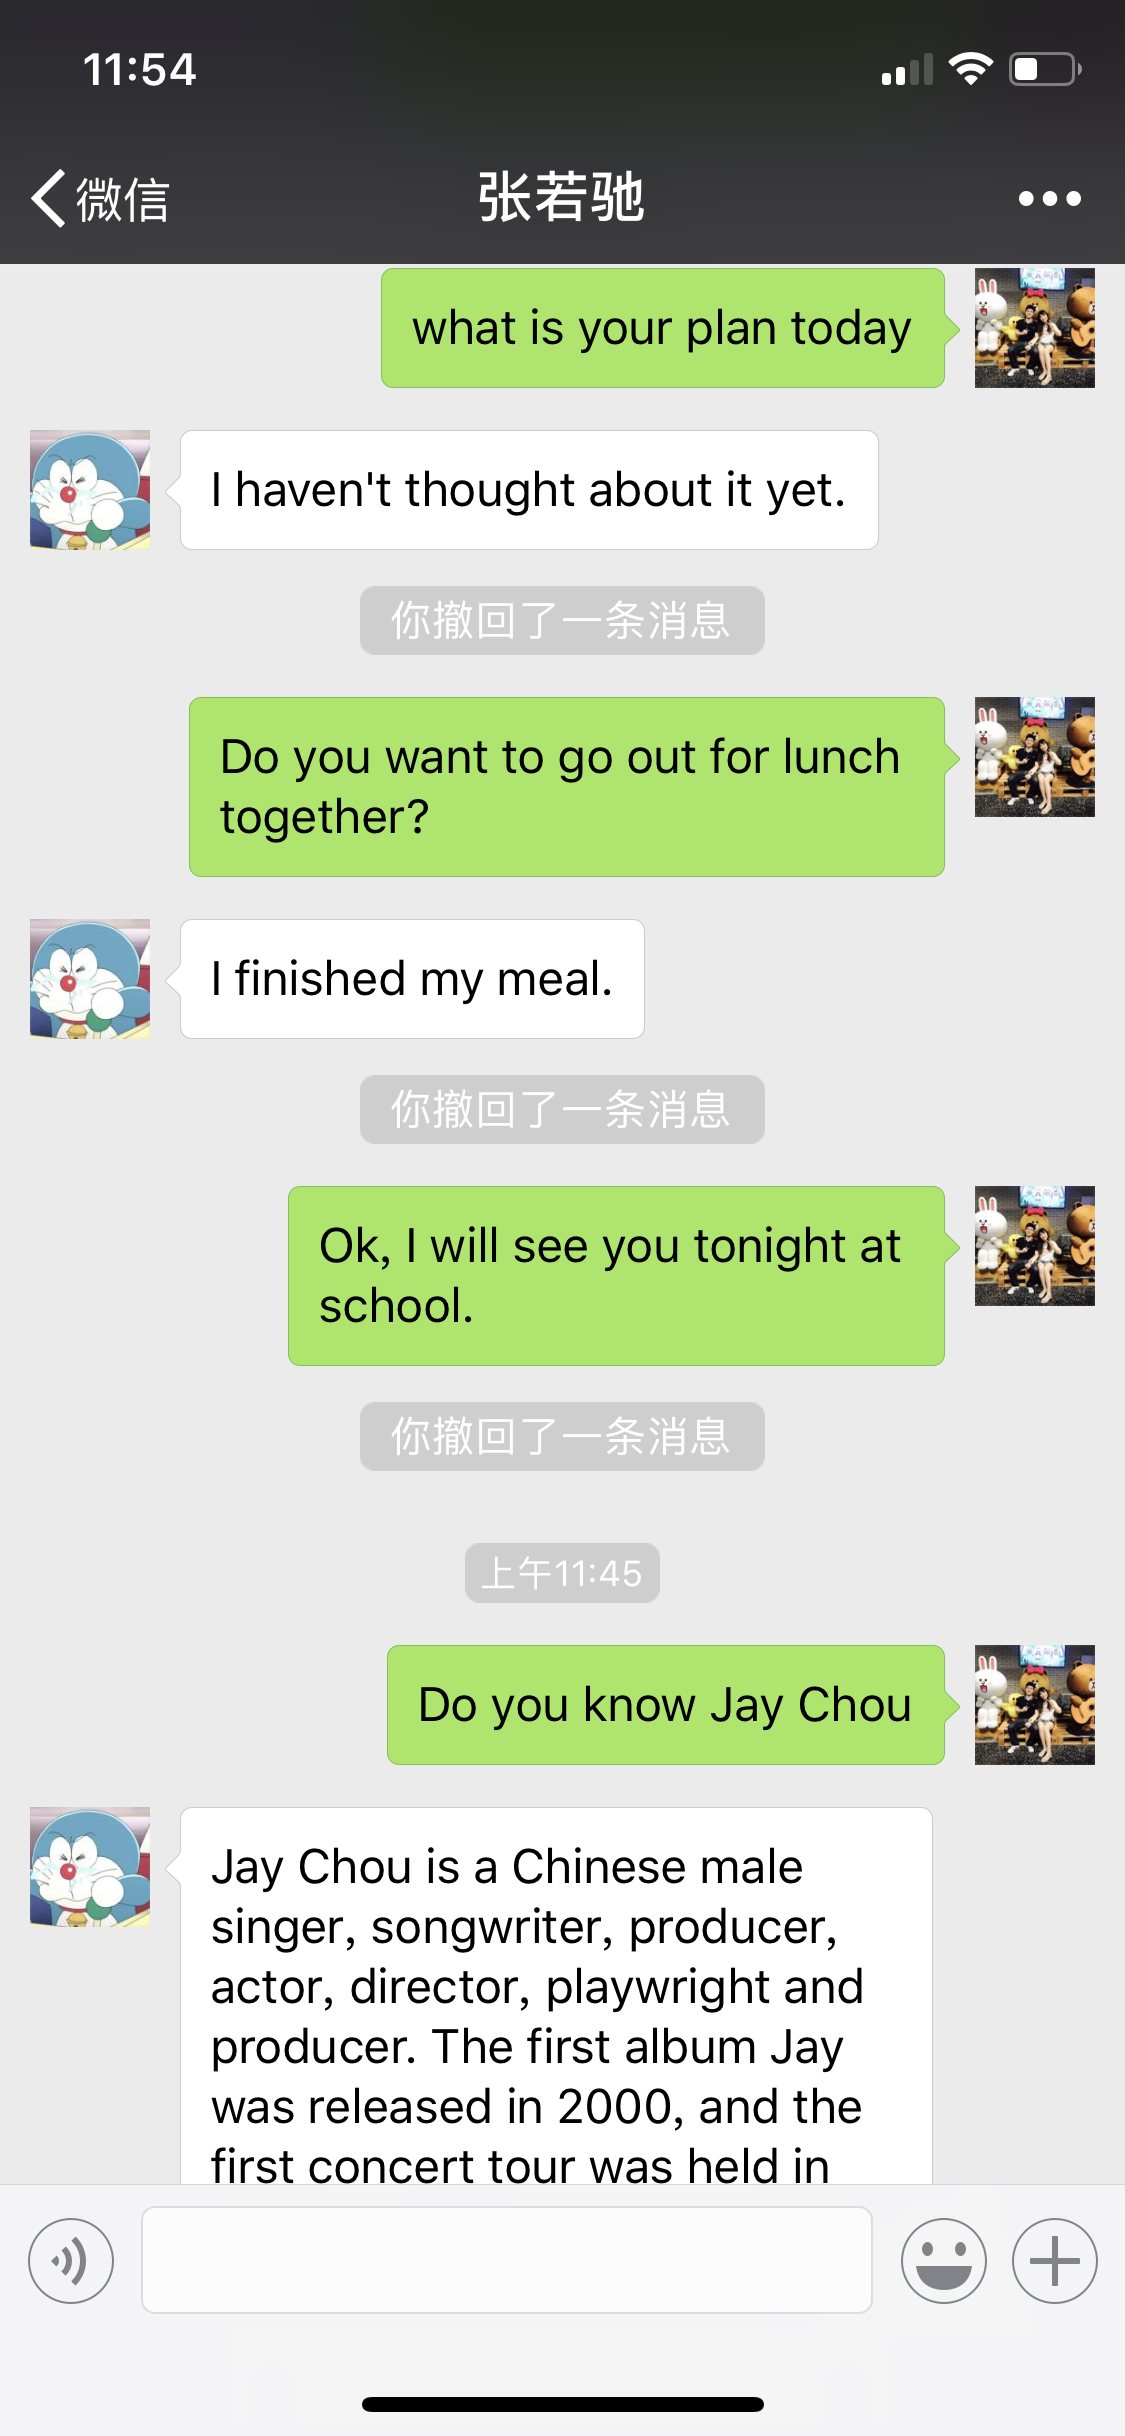 11:54
微信
张若驰
what is your plan today
I haven't thought about it yet.
你撤回了一条消息
Do you want to go out for lunch
together?
I finished my meal.
你撤回了一条消息
Ok, I will see you tonight at
school.
你撤回了一条消息
上午11:45
Do you know Jay Chou
Jay Chou is a Chinese male
singer, songwriter, producer,
actor, director, playwright and
producer. The first album Jay
was released in 2000, and the
first concert tour was held in